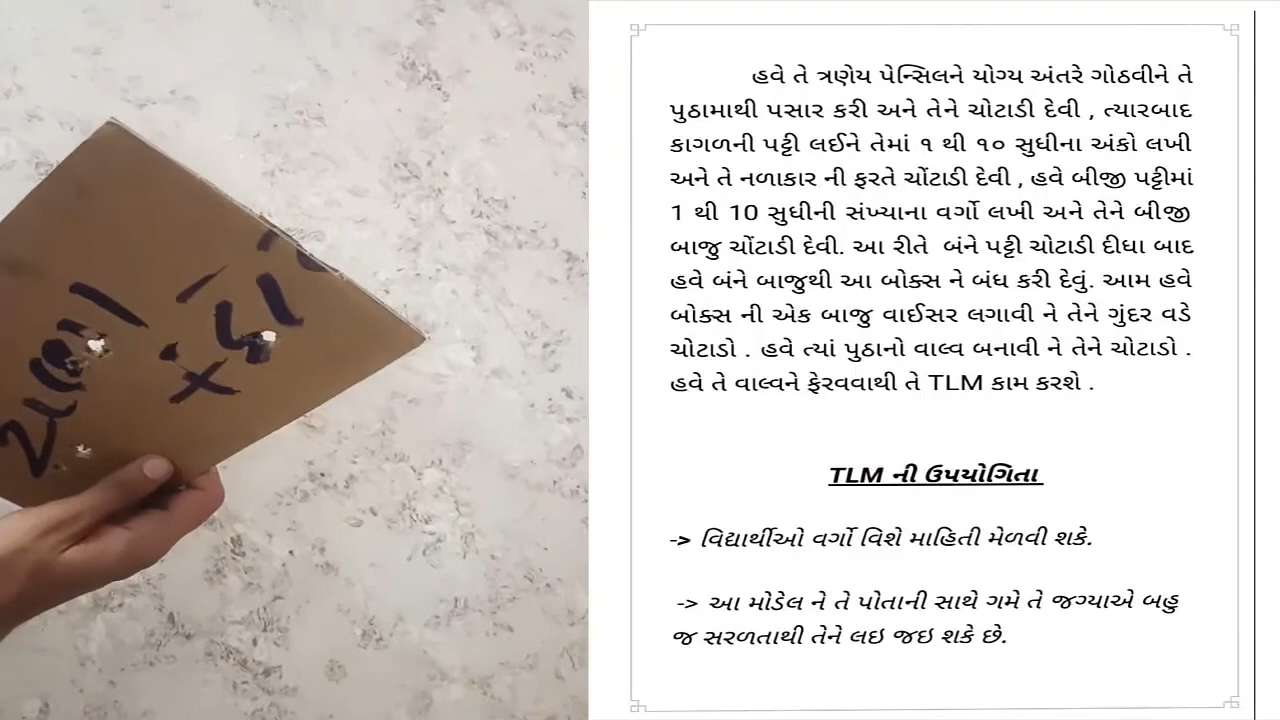 હવે તે ત્રણેય પેન્સિલને યોગ્ય અંતરે ગોઠવીને તે
પુઠામાથી પસાર કરી અને તેને ચોટાડી દેવી , ત્યારબાદ
કાગળની પટ્ટી લઈને તેમાં ૧ થી ૧૦ સુધીના અંકો લખી
અને તે નળાકાર ની ફરતે ચોંટાડી દેવી , હવે બીજી પટ્ટીમાં
1 થી 10 સુધીની સંખ્યાના વર્ગો લખી અને તેને બીજી
બાજુ ચોંટાડી દેવી. આ રીતે બંને પટ્ટી ચોટાડી દીધા બાદ
હવે બંને બાજુથી આ બોક્સ ને બંધ કરી દેવું. આમ હવે
બોક્સ ની એક બાજુ વાઈસર લગાવી ને તેને ગુંદર વડે
ચોટાડો . હવે ત્યાં પુઠાનો વાલ્વ બનાવી ને તેને ચોટાડો .
હવે તે વાલ્વને ફેરવવાથી તે TLM કામ કરશે .
TLM ની ઉપયોગિતા
-> વિદ્યાર્થીઓ વર્ગો વિશે માહિતી મેળવી શકે.
-> આ મોડેલ ને તે પોતાની સાથે ગમે તે જગ્યાએ બહુ
જ સરળતાથી તેને લઇ જઇ શકે છે.